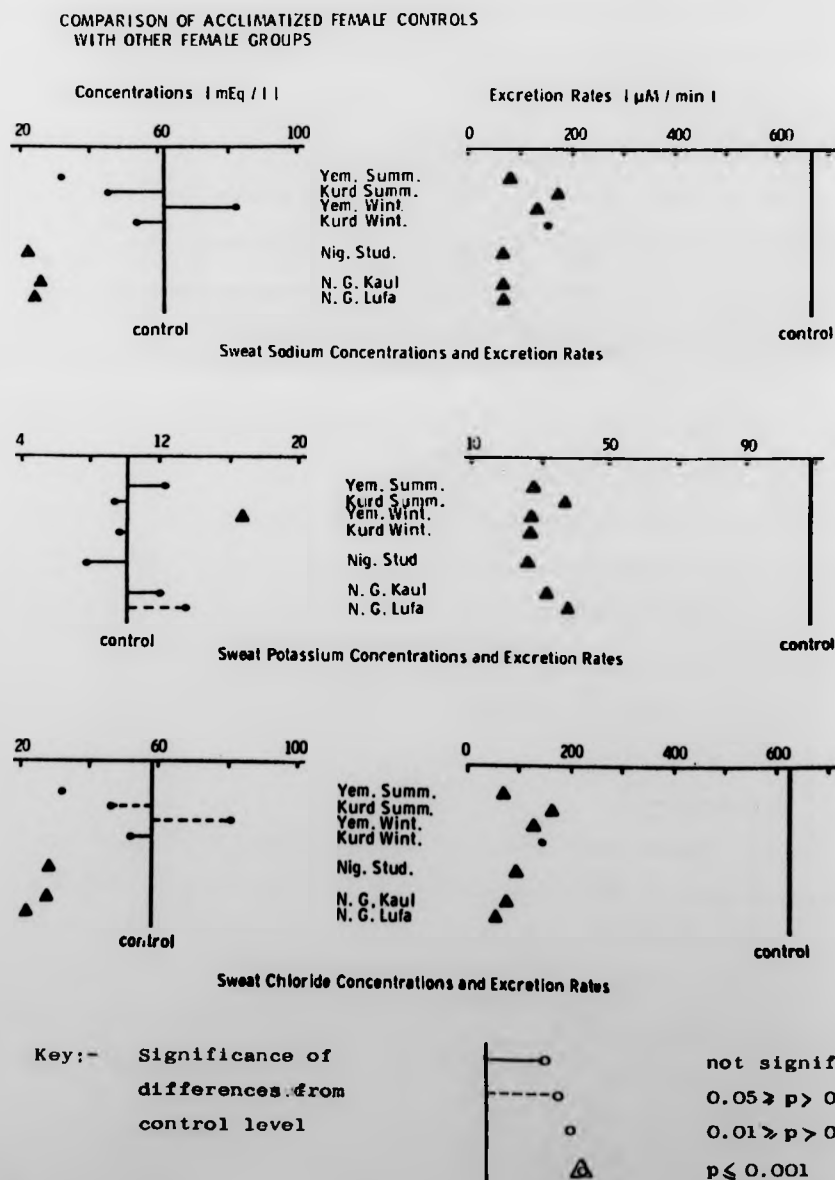 COMPARISON OF ACCLIMATIZED FEMALE CONTROLS
WITH OTHER FEMALE GROUPS
Concentrations [mEq/l]
Excretion Rates [µM/min]
20 60 100
0 200 400 600
Yem. Summ.
Kurd Summ.
Yem. Wint.
Kurd Wint.
Nig. Stud.
N. G. Kaul
N. G. Lufa
control
control
Sweat Sodium Concentrations and Excretion Rates
4 12 20
10 50 90
Yem. Summ.
Kurd Summ.
Yem. Wint.
Kurd Wint.
Nig. Stud
N. G. Kaul
N. G. Lufa
control
control
Sweat Potassium Concentrations and Excretion Rates
20 60 100
0 200 400 600
Yem. Summ.
Kurd Summ.
Yem. Wint.
Kurd Wint.
Nig. Stud.
N. G. Kaul
N. G. Lufa
control
control
Sweat Chloride Concentrations and Excretion Rates
Key:- Significance of
differences from
control level
not signif
0.05 ⩾ p > 0
0.01 ⩾ p > 0
p ⩽ 0.001